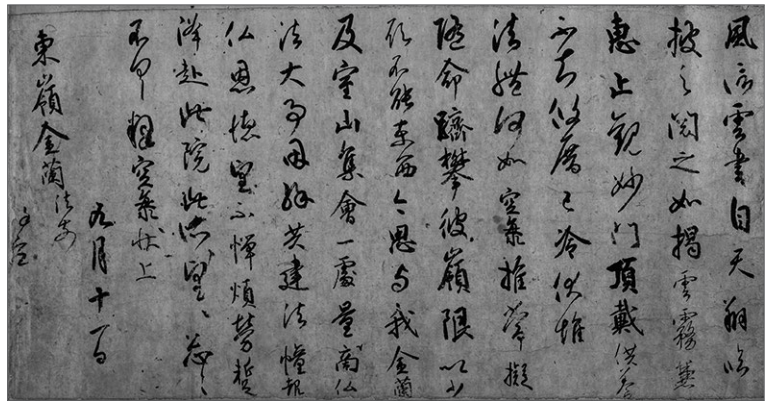 風信雲書自天翔臨
披之閲之如掲雲霧兼
恵止観妙門頂戴供養
不知攸厝已冷伏惟
法體何如空海推常擬
隨命躋攀彼嶺限以少
願不能東西今思与我金蘭
及室山集會一處量商仏
法大事因縁共建法幢報
仏恩徳望不憚煩勞蹔
降赴此院此所望々忩々
不具釋空海状上
九月十一日
東嶺金蘭法前
謹空